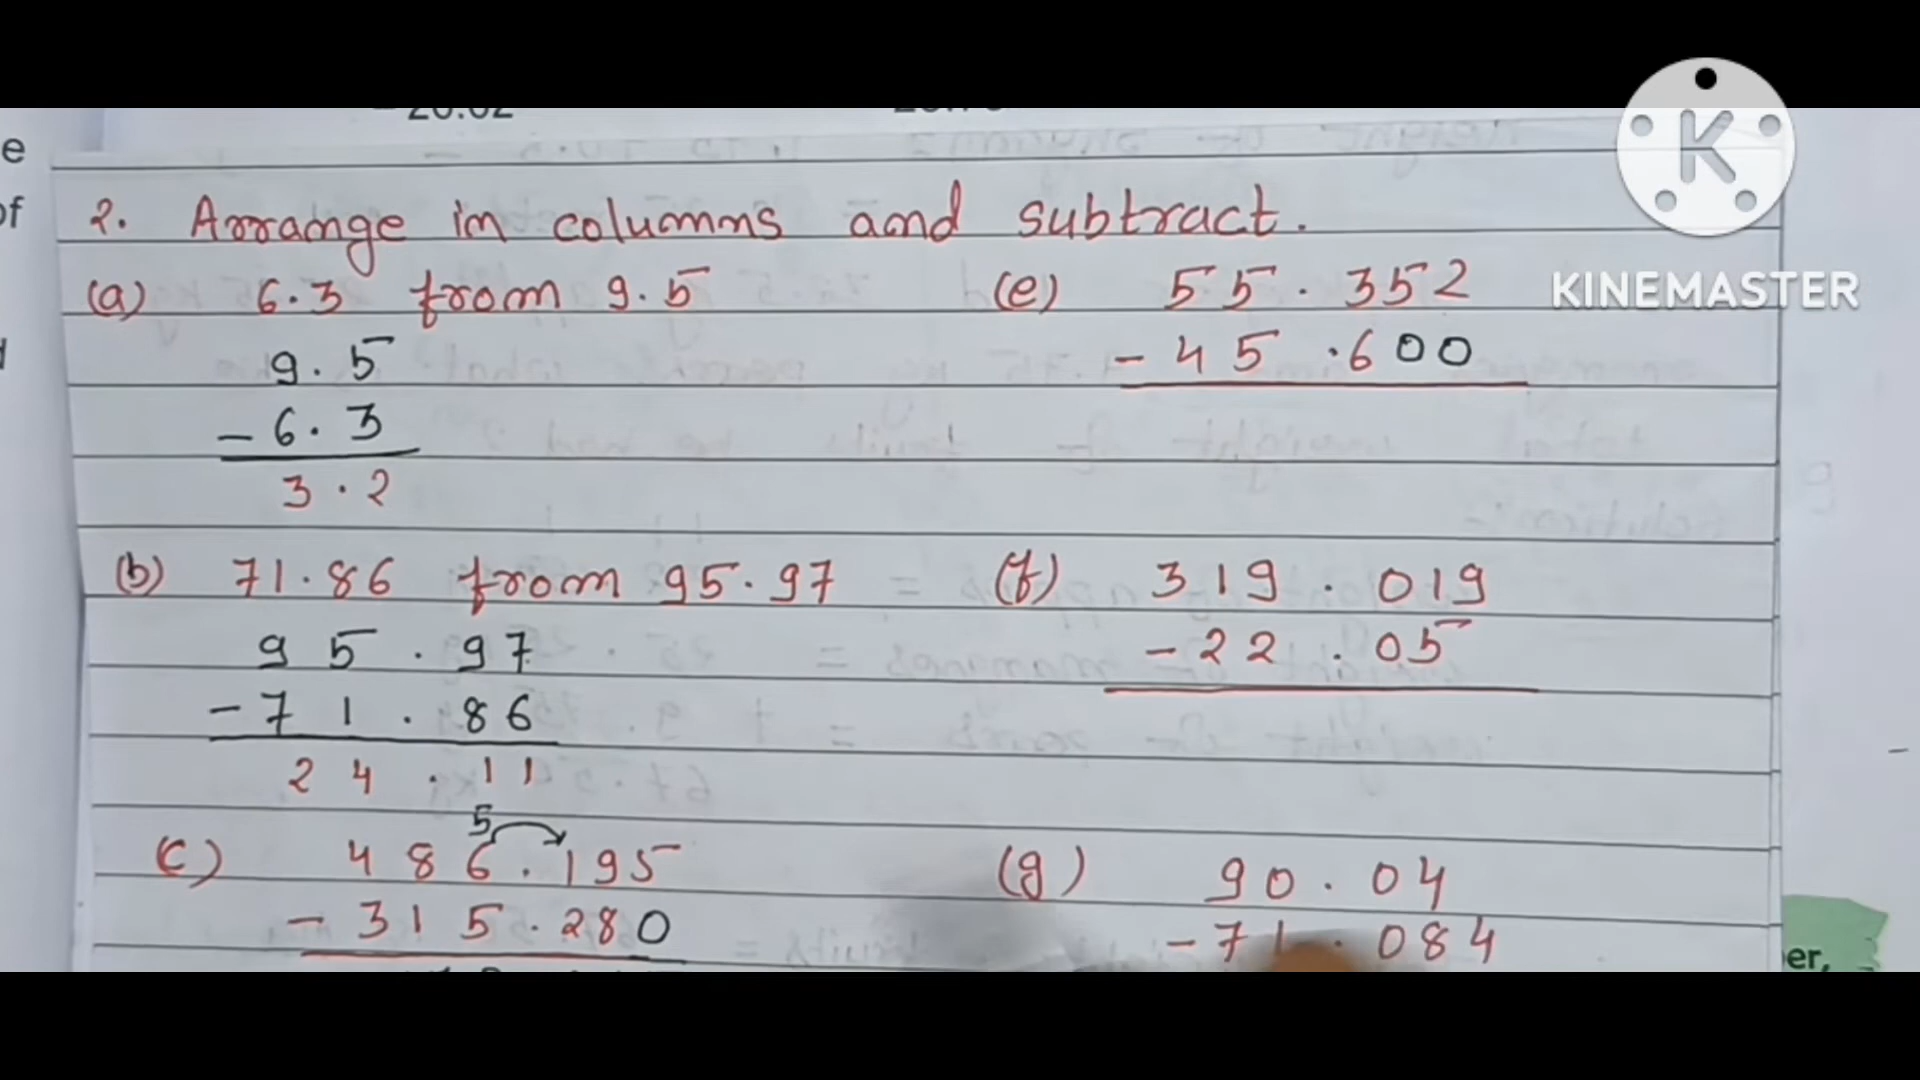 e
of
2. Arrange in columns and subtract.
(a) 6.3 from 9.5
9.5
- 6.3
3.2
(b) 71.86 from 95.97
95.97
- 71.86
24.11
5
(c) 486.195
- 315.280
(e) 55.352
- 45.600
(f) 319.019
- 22.05
(g) 90.04
- 71.084
er,
K
KINEMASTER